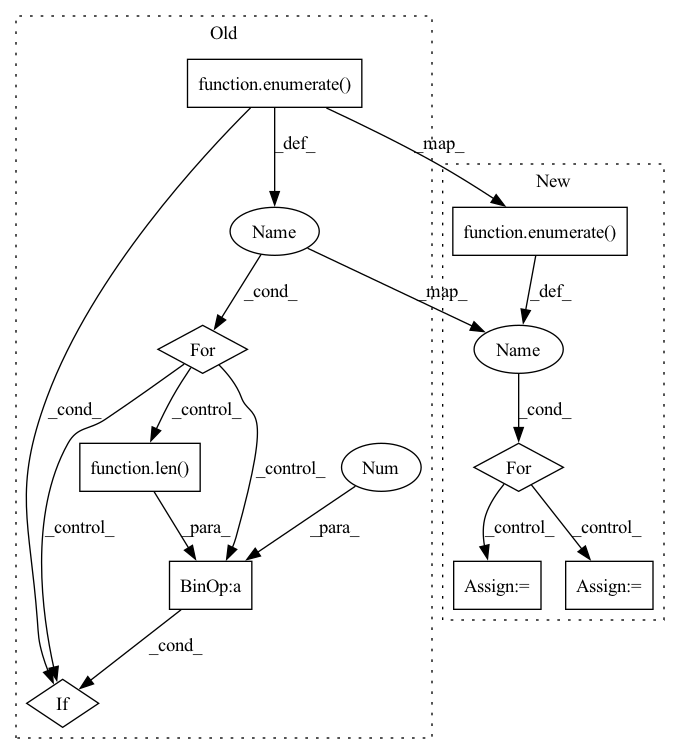 Old
function.enumerate()
_def_
_map_
New
Name
function.enumerate()
_cond_
_map_
_def_
For
Name
_cond_
_control_
_cond_
function.len()
Num
For
_control_
_control_
_para_
_para_
_control_
_control_
BinOp:a
Assign:=
Assign:=
_cond_
If